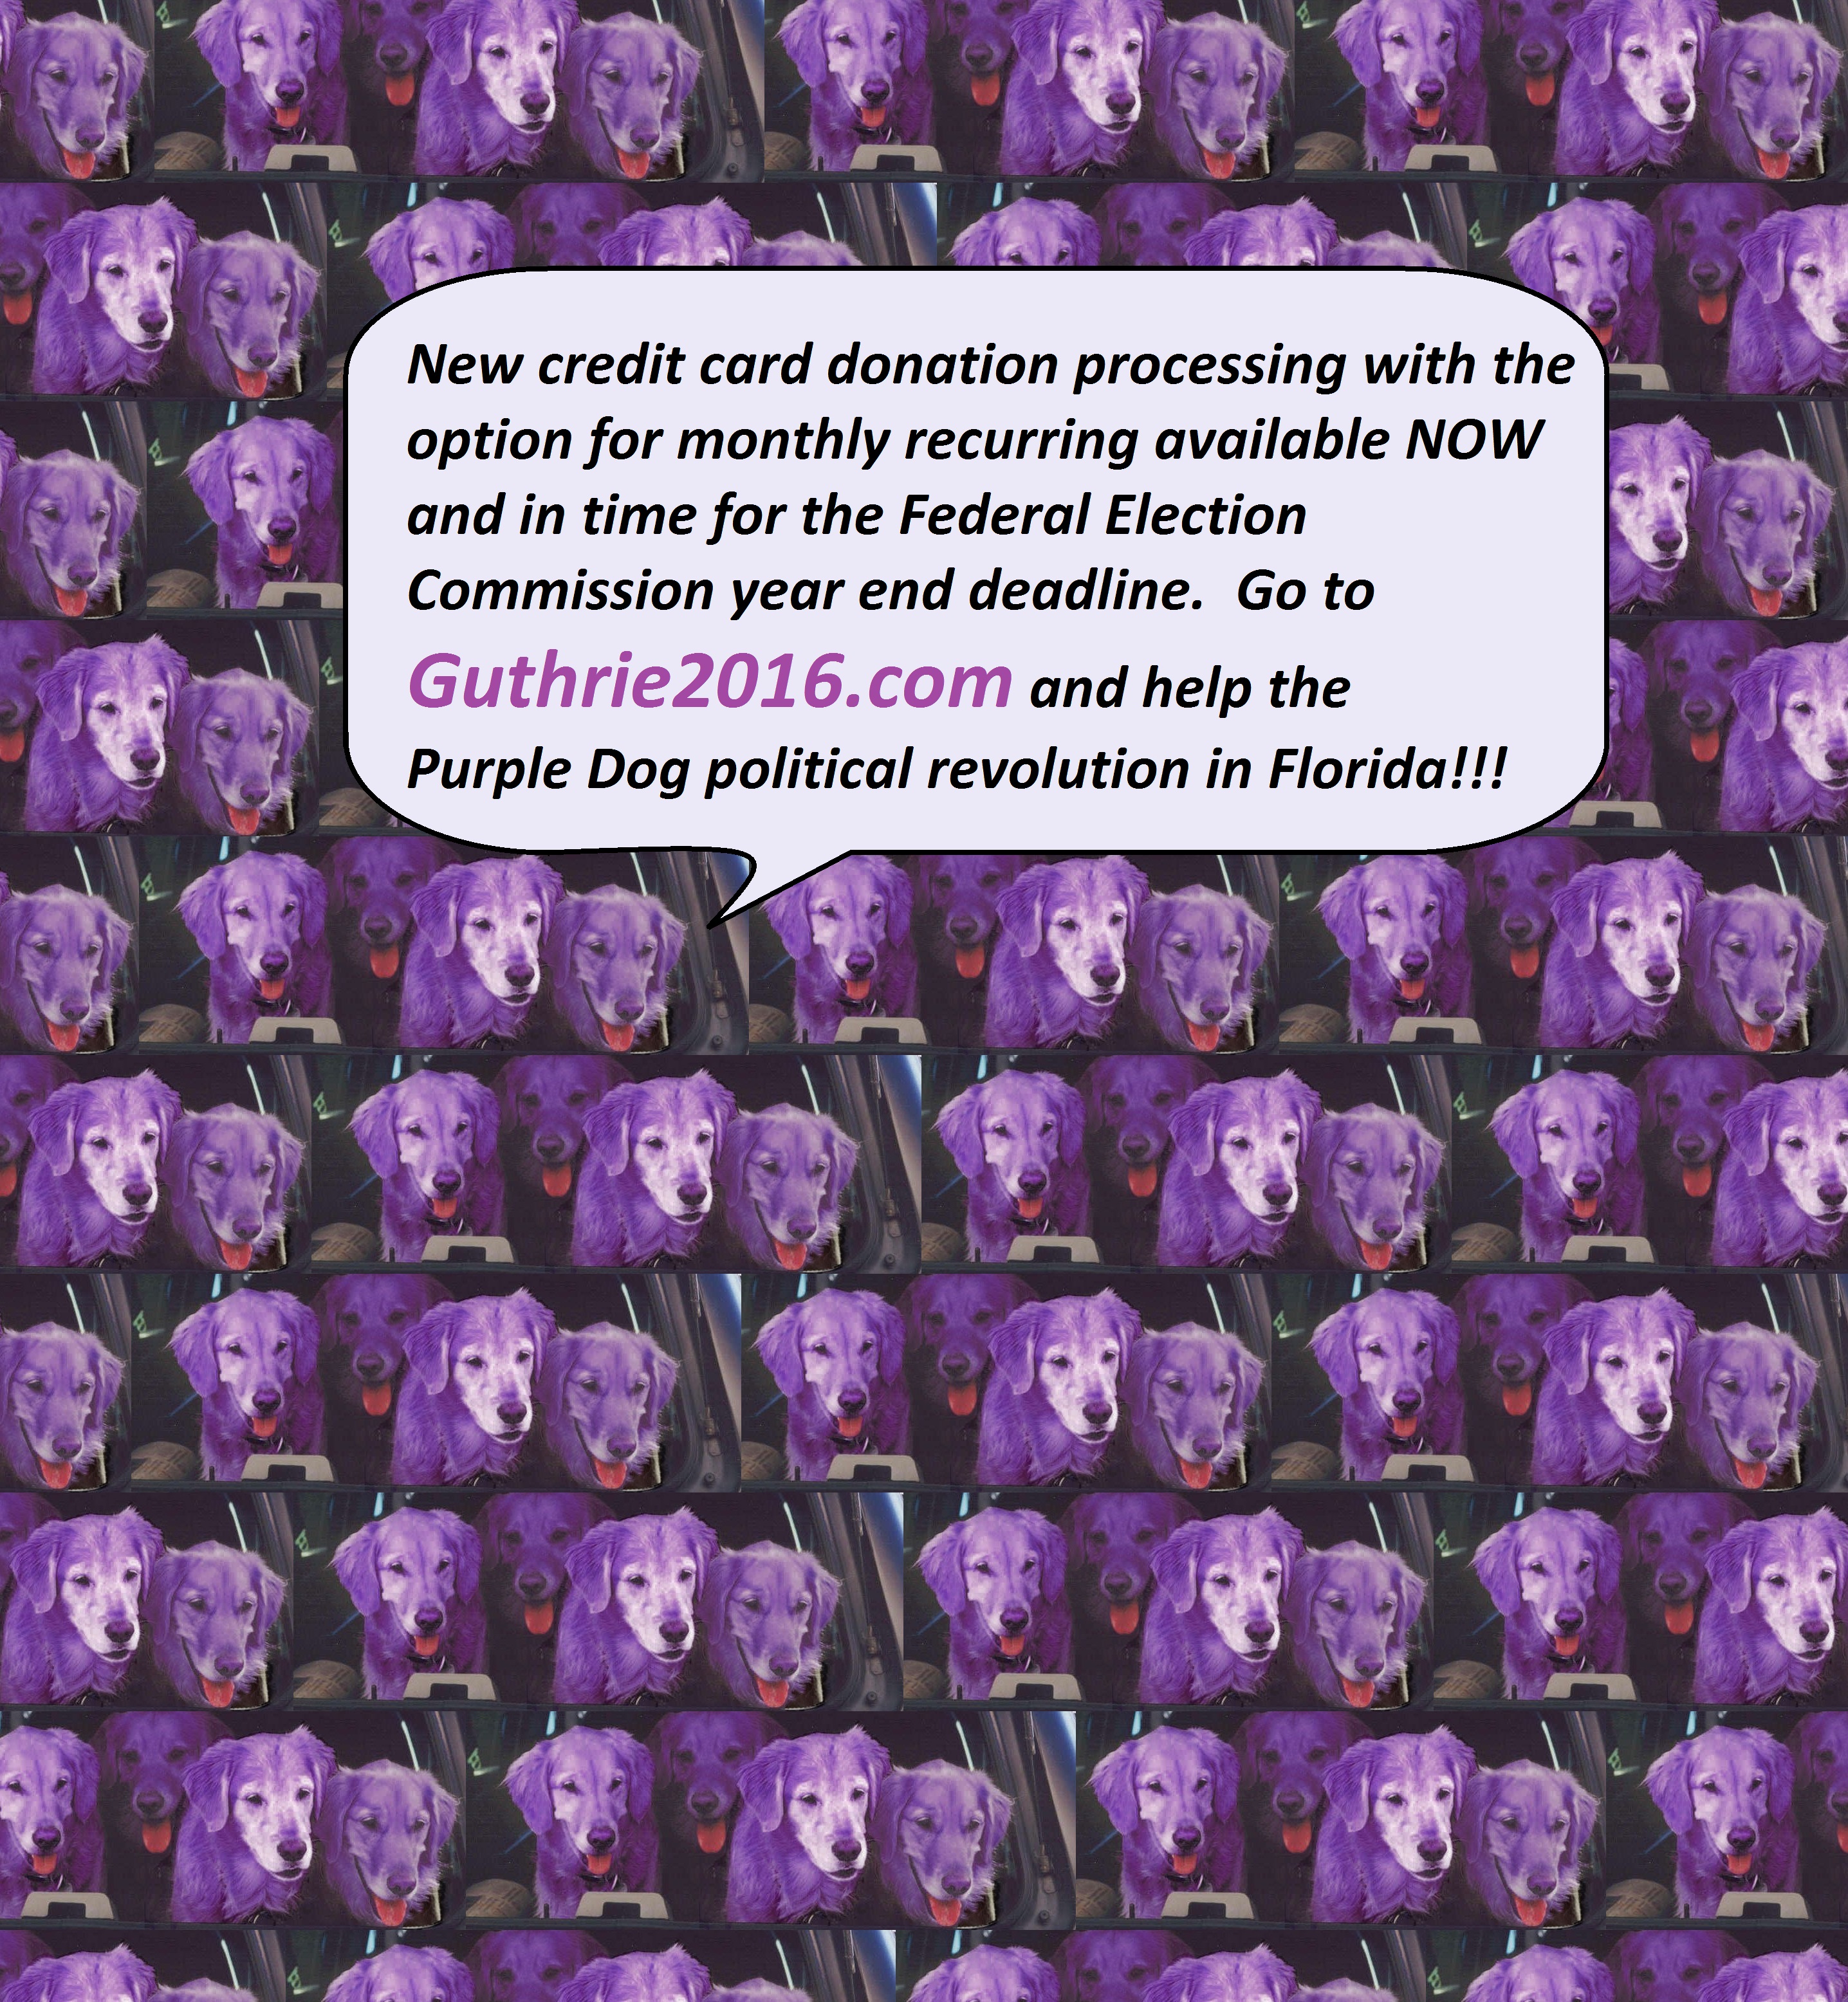 New credit card donation processing with the
option for monthly recurring available NOW
and in time for the Federal Election
Commission year end deadline.  Go to
Guthrie2016.com and help the
Purple Dog political revolution in Florida!!!